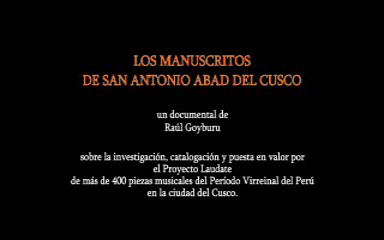 LOS MANUSCRITOS
DE SAN ANTONIO ABAD DEL CUSCO
un documental de
Raúl Goyburu
sobre la investigación, catalogación y puesta en valor por
el Proyecto Laudate
de más de 400 piezas musicales del Período Virreinal del Perú
en la ciudad del Cusco.